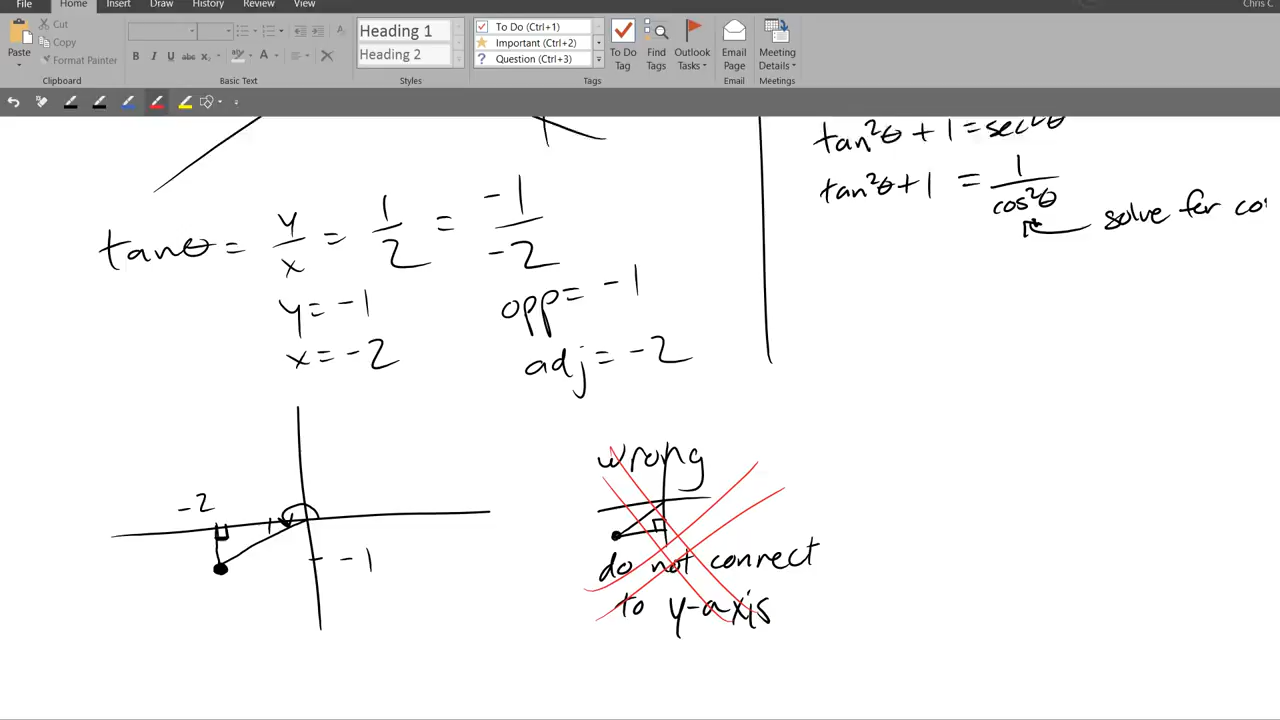 File Home Insert Draw History Review View Chris C.
Paste
Cut
Copy
Format Painter
Clipboard
B I U abc
Basic Text
Heading 1
Heading 2
Styles
To Do (Ctrl+1)
Important (Ctrl+2)
Question (Ctrl+3)
To Do Tag
Find Tags
Outlook Tasks
Tags
Email Page
Email
Meeting Details
Meetings
tan²θ + 1 = sec²θ
tan²θ + 1 = 1/cos²θ
solve for cos
tanθ = y/x = 1/2 = -1/-2
y = -1
x = -2
opp = -1
adj = -2
-2
-1
wrong
do not connect
to y-axis